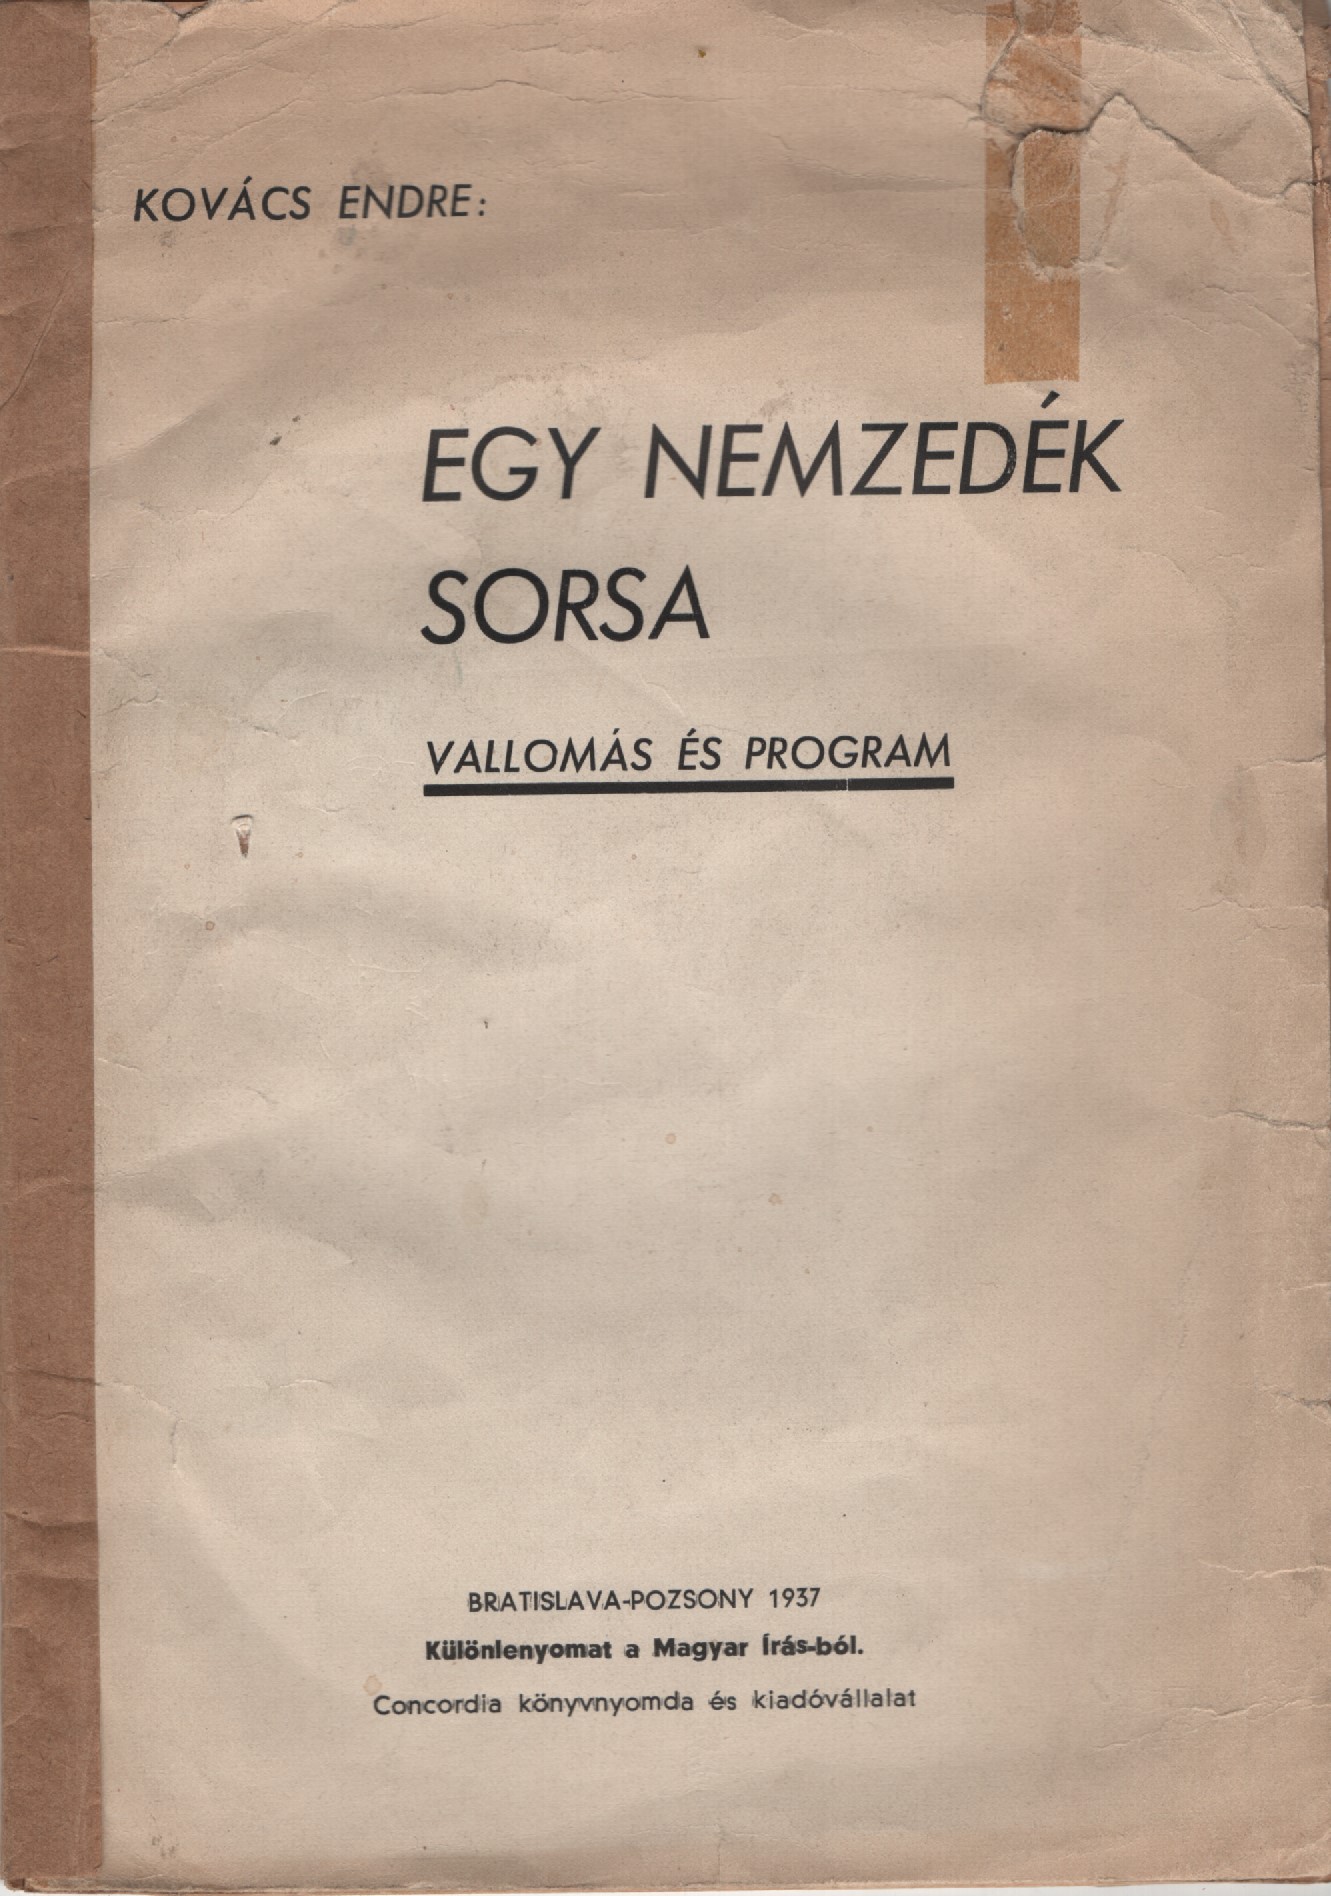 KOVÁCS ENDRE:
EGY NEMZEDÉK
SORSA
VALLOMÁS ÉS PROGRAM
BRATISLAVA-POZSONY 1937
Különlenyomat a Magyar Írás-ból.
Concordia könyvnyomda és kiadóvállalat